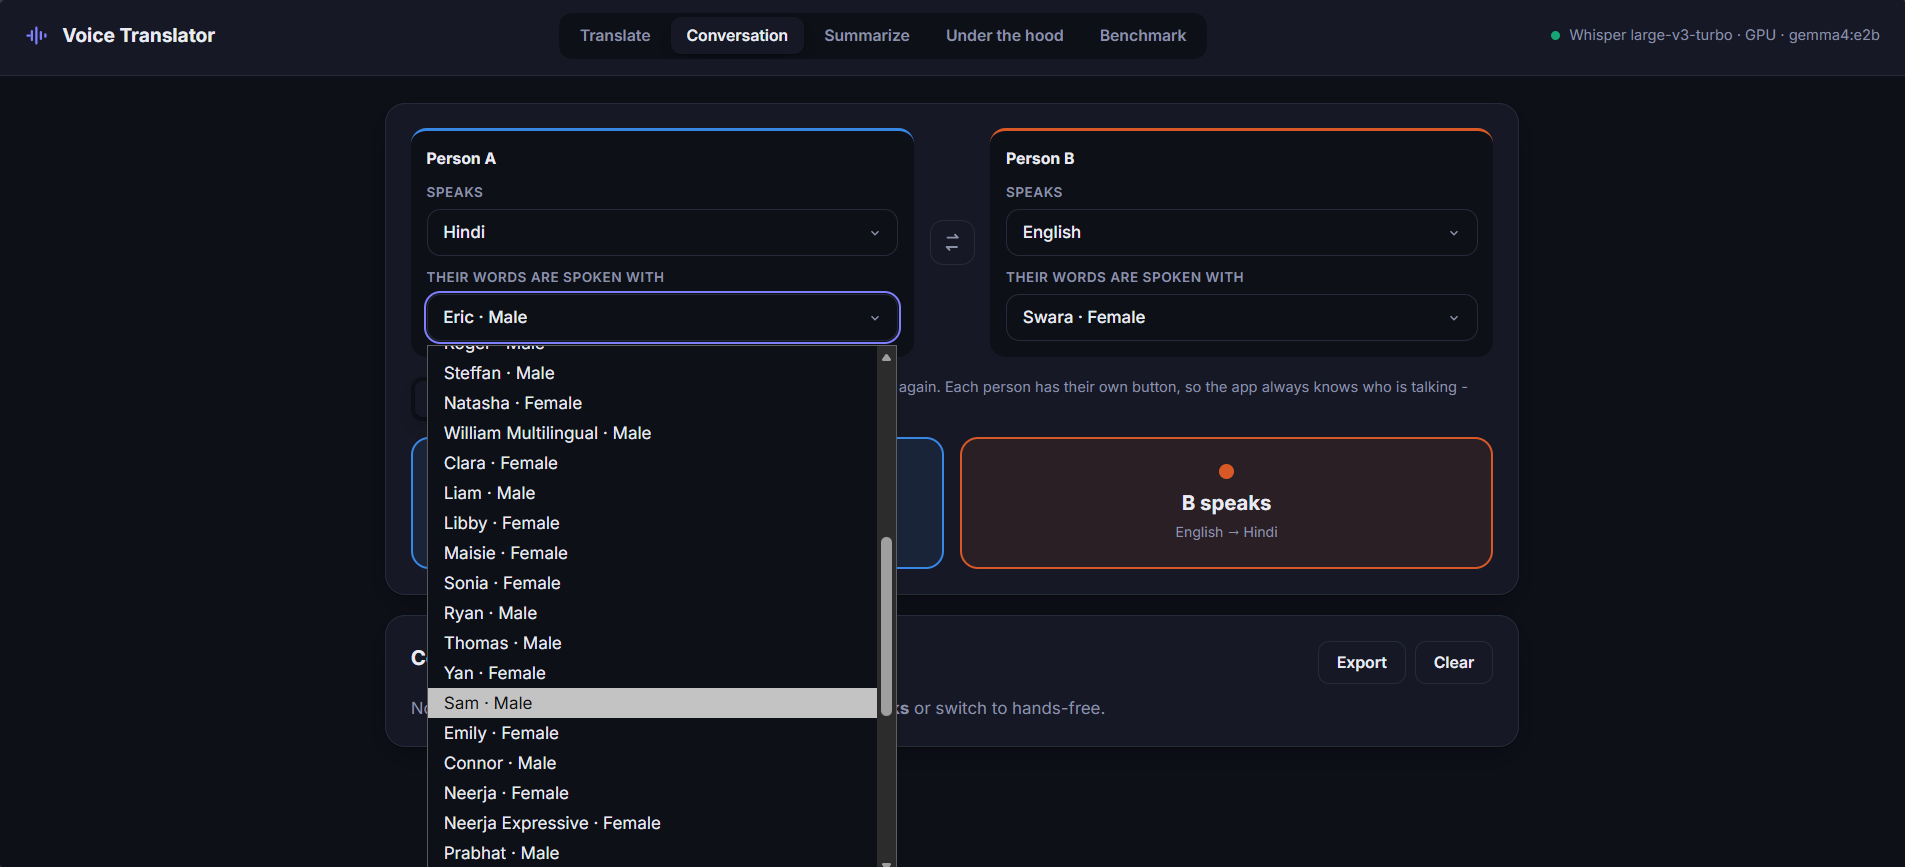 Voice Translator
Translate
Conversation
Summarize
Under the hood
Benchmark
Whisper large-v3-turbo · GPU · gemma4:e2b
Person A
SPEAKS
Hindi
THEIR WORDS ARE SPOKEN WITH
Eric · Male
Person B
SPEAKS
English
THEIR WORDS ARE SPOKEN WITH
Swara · Female
Steffan · Male
Natasha · Female
William Multilingual · Male
Clara · Female
Liam · Male
Libby · Female
Maisie · Female
Sonia · Female
Ryan · Male
Thomas · Male
Yan · Female
Sam · Male
Emily · Female
Connor · Male
Neerja · Female
Neerja Expressive · Female
Prabhat · Male
again. Each person has their own button, so the app always knows who is talking -
B speaks
English → Hindi
Export
Clear
or switch to hands-free.